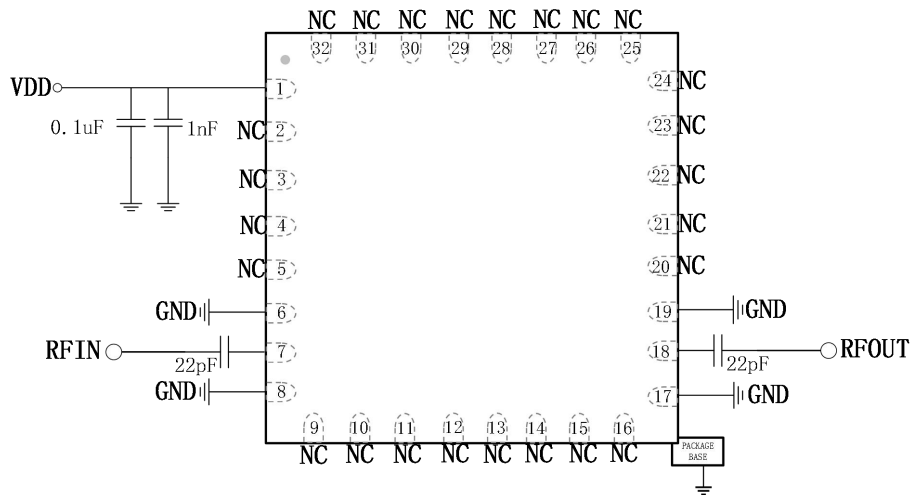 NC NC NC NC NC NC NC NC
32 31 30 29 28 27 26 25
VDD 1 24 NC
0.1uF 1nF NC 2 23 NC
NC 3 22 NC
NC 4 21 NC
NC 5 20 NC
GND 6 19 GND
RFIN 22pF 7 18 22pF RFOUT
GND 8 17 GND
9 10 11 12 13 14 15 16
NC NC NC NC NC NC NC NC
PACKAGE
BASE